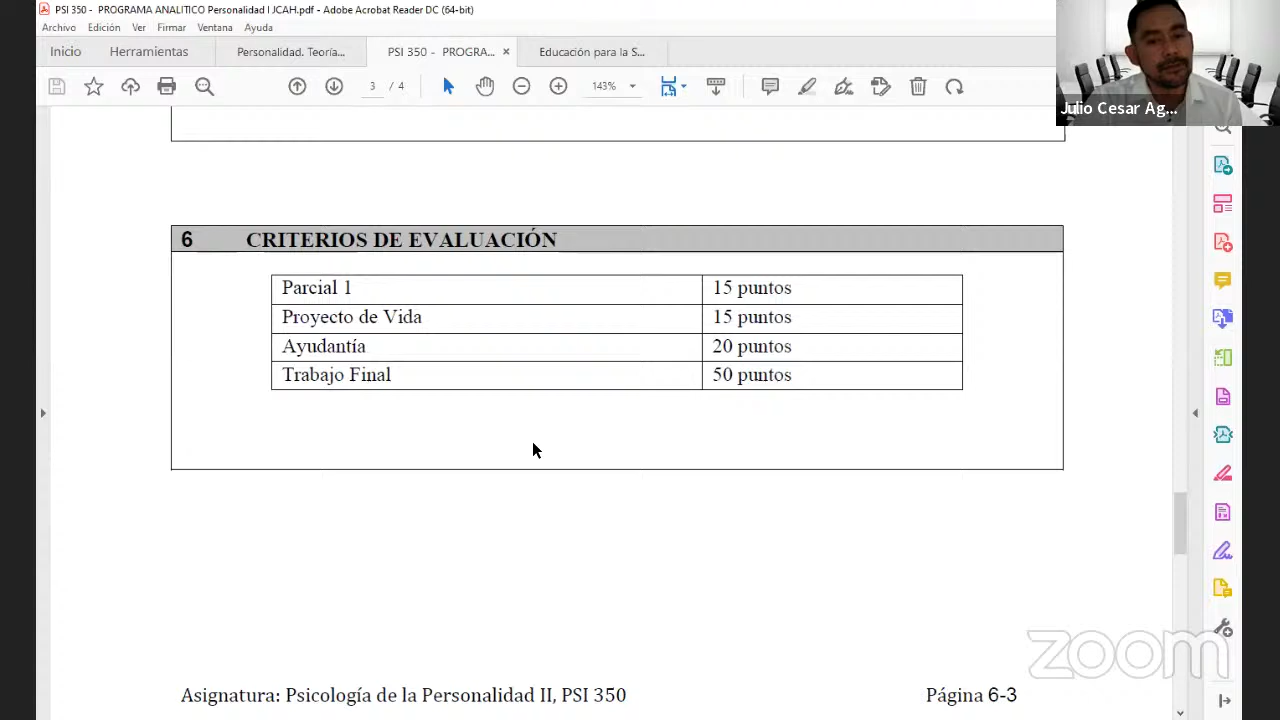 PSI 350 - PROGRAMA ANALITICO Personalidad I JCAH.pdf - Adobe Acrobat Reader DC (64-bit)
Archivo Edición Ver Firmar Ventana Ayuda
Inicio Herramientas Personalidad. Teoría... PSI 350 - PROGRA... × Educación para la S...
3 / 4 143%
Julio Cesar Ag...
6 CRITERIOS DE EVALUACIÓN
Parcial 1 15 puntos
Proyecto de Vida 15 puntos
Ayudantía 20 puntos
Trabajo Final 50 puntos
zoom
Asignatura: Psicología de la Personalidad II, PSI 350 Página 6-3